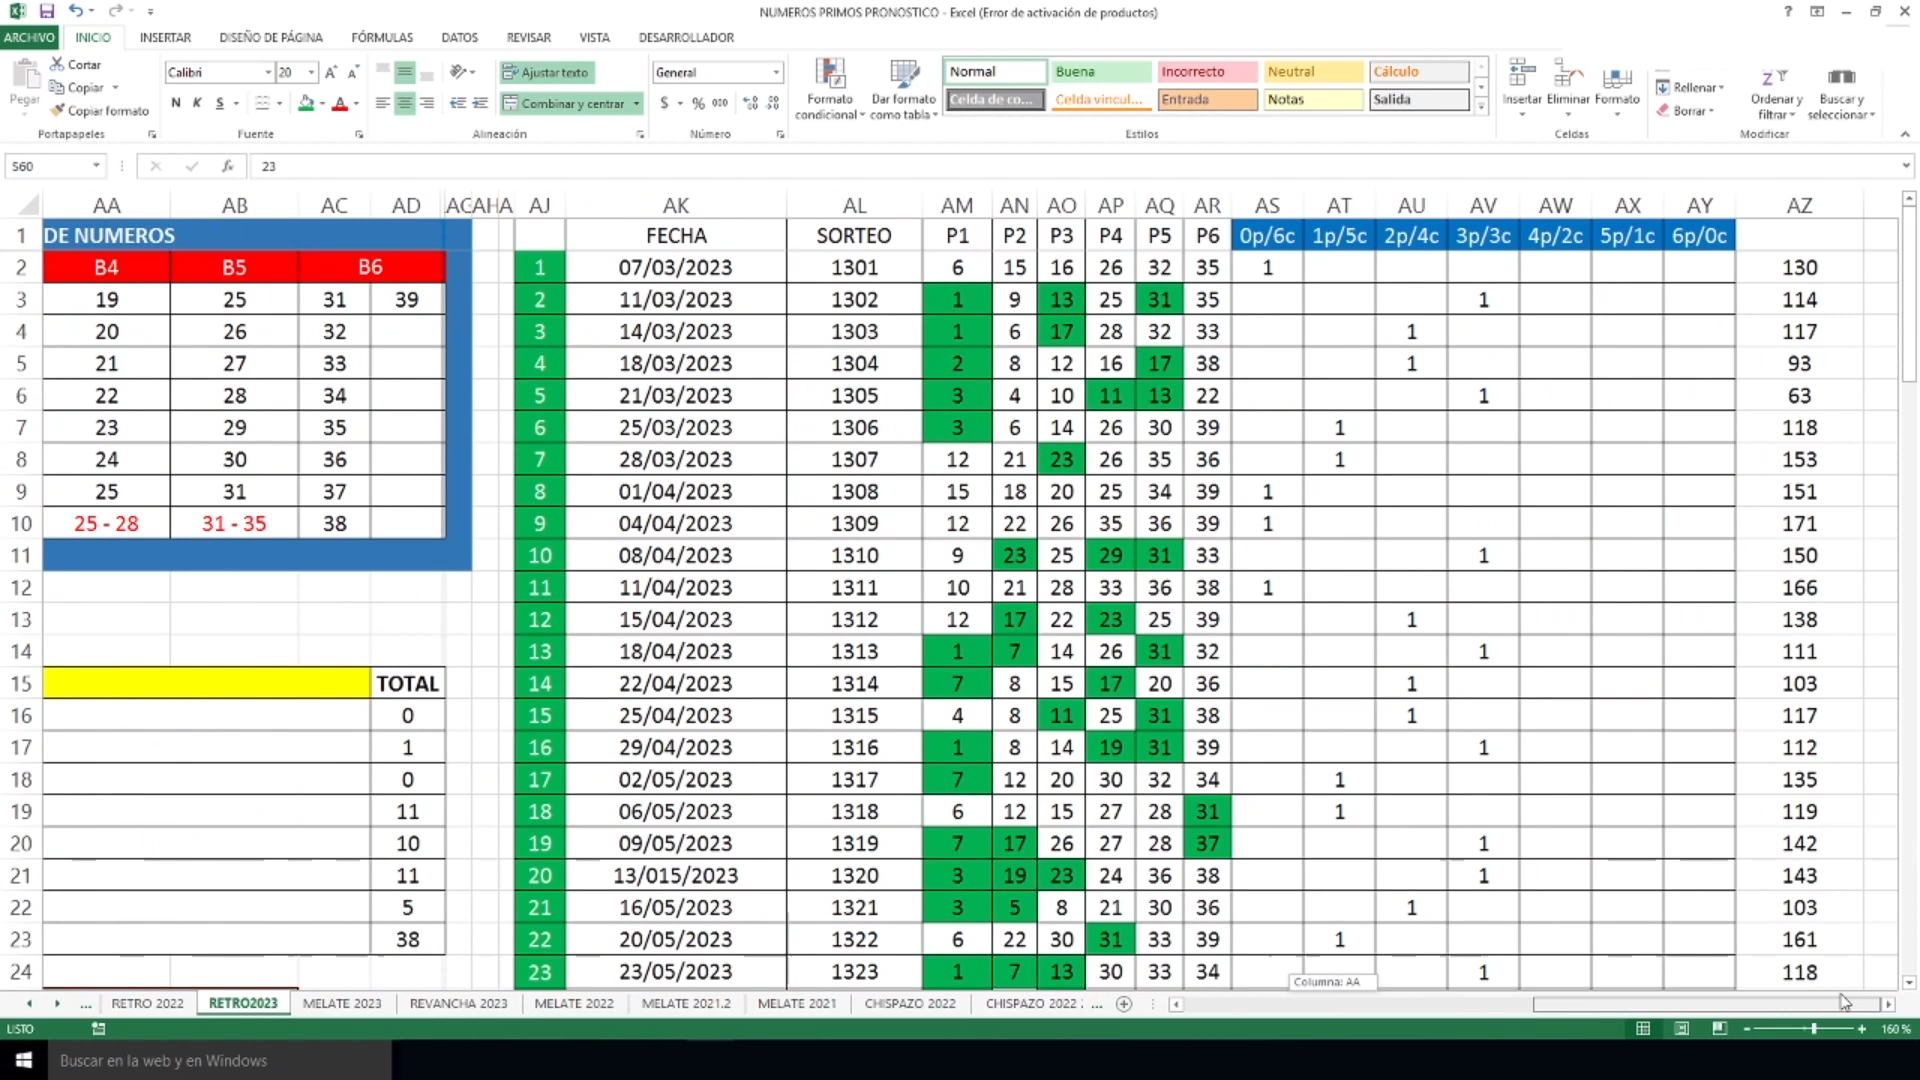 NUMEROS PRIMOS PRONOSTICO - Excel (Error de activación de productos)
ARCHIVO INICIO INSERTAR DISEÑO DE PÁGINA FÓRMULAS DATOS REVISAR VISTA DESARROLLADOR
Pegar Cortar Copiar Copiar formato Portapapeles
Calibri 20 N K S Fuente
Ajustar texto Combinar y centrar Alineación
General $ % 000 Número
Formato condicional Dar formato como tabla
Normal Buena Incorrecto Neutral Cálculo
Celda de co... Celda vincul... Entrada Notas Salida
Estilos
Insertar Eliminar Formato Celdas
Rellenar Borrar Ordenar y filtrar Buscar y seleccionar Modificar
S60 fx 23
AA AB AC AD AG AH A AJ AK AL AM AN AO AP AQ AR AS AT AU AV AW AX AY AZ
1 DE NUMEROS FECHA SORTEO P1 P2 P3 P4 P5 P6 0p/6c 1p/5c 2p/4c 3p/3c 4p/2c 5p/1c 6p/0c
2 B4 B5 B6 1 07/03/2023 1301 6 15 16 26 32 35 1 130
3 19 25 31 39 2 11/03/2023 1302 1 9 13 25 31 35 1 114
4 20 26 32 3 14/03/2023 1303 1 6 17 28 32 33 1 117
5 21 27 33 4 18/03/2023 1304 2 8 12 16 17 38 1 93
6 22 28 34 5 21/03/2023 1305 3 4 10 11 13 22 1 63
7 23 29 35 6 25/03/2023 1306 3 6 14 26 30 39 1 118
8 24 30 36 7 28/03/2023 1307 12 21 23 26 35 36 1 153
9 25 31 37 8 01/04/2023 1308 15 18 20 25 34 39 1 151
10 25 - 28 31 - 35 38 9 04/04/2023 1309 12 22 26 35 36 39 1 171
11 10 08/04/2023 1310 9 23 25 29 31 33 1 150
12 11 11/04/2023 1311 10 21 28 33 36 38 1 166
13 12 15/04/2023 1312 12 17 22 23 25 39 1 138
14 13 18/04/2023 1313 1 7 14 26 31 32 1 111
15 TOTAL 14 22/04/2023 1314 7 8 15 17 20 36 1 103
16 0 15 25/04/2023 1315 4 8 11 25 31 38 1 117
17 1 16 29/04/2023 1316 1 8 14 19 31 39 1 112
18 0 17 02/05/2023 1317 7 12 20 30 32 34 1 135
19 11 18 06/05/2023 1318 6 12 15 27 28 31 1 119
20 10 19 09/05/2023 1319 7 17 26 27 28 37 1 142
21 11 20 13/015/2023 1320 3 19 23 24 36 38 1 143
22 5 21 16/05/2023 1321 3 5 8 21 30 36 1 103
23 38 22 20/05/2023 1322 6 22 30 31 33 39 1 161
24 23 23/05/2023 1323 1 7 13 30 33 34 1 118
Columna: AA
... RETRO 2022 RETRO2023 MELATE 2023 REVANCHA 2023 MELATE 2022 MELATE 2021.2 MELATE 2021 CHISPAZO 2022 CHISPAZO 2022 ...
LISTO 160 %
Buscar en la web y en Windows